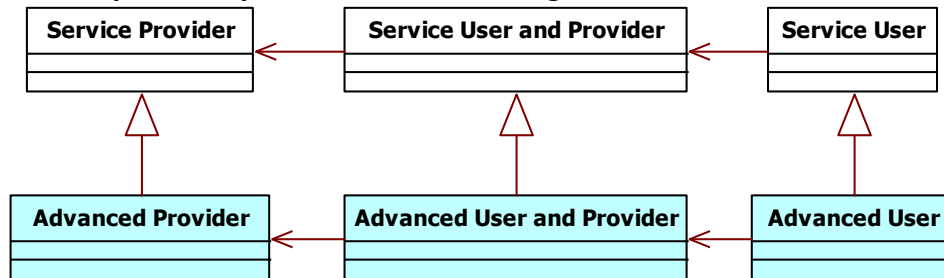 Service Provider
Service User and Provider
Service User
Advanced Provider
Advanced User and Provider
Advanced User